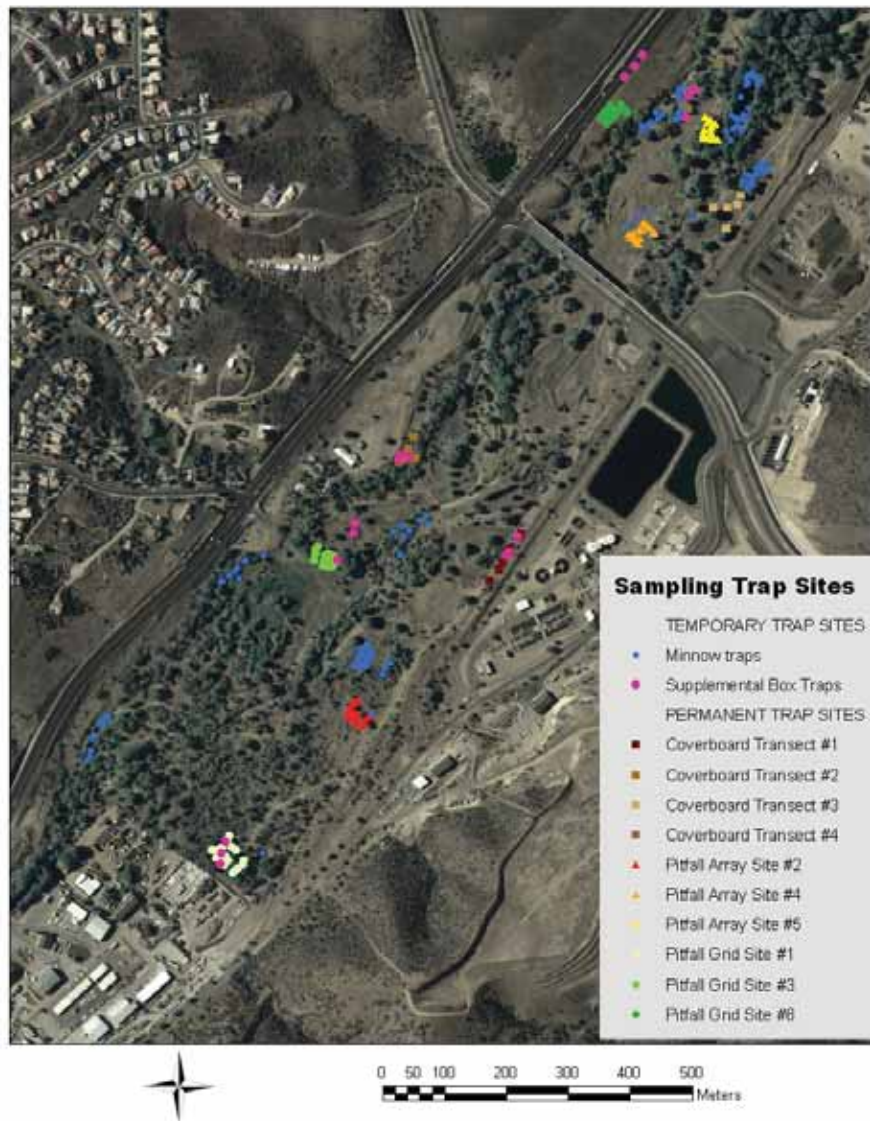 Sampling Trap Sites
TEMPORARY TRAP SITES
Minnow traps
Supplemental Box Traps
PERMANENT TRAP SITES
Coverboard Transect #1
Coverboard Transect #2
Coverboard Transect #3
Coverboard Transect #4
Pitfall Array Site #2
Pitfall Array Site #4
Pitfall Array Site #5
Pitfall Grid Site #1
Pitfall Grid Site #3
Pitfall Grid Site #6
0 50 100 200 300 400 500
Meters